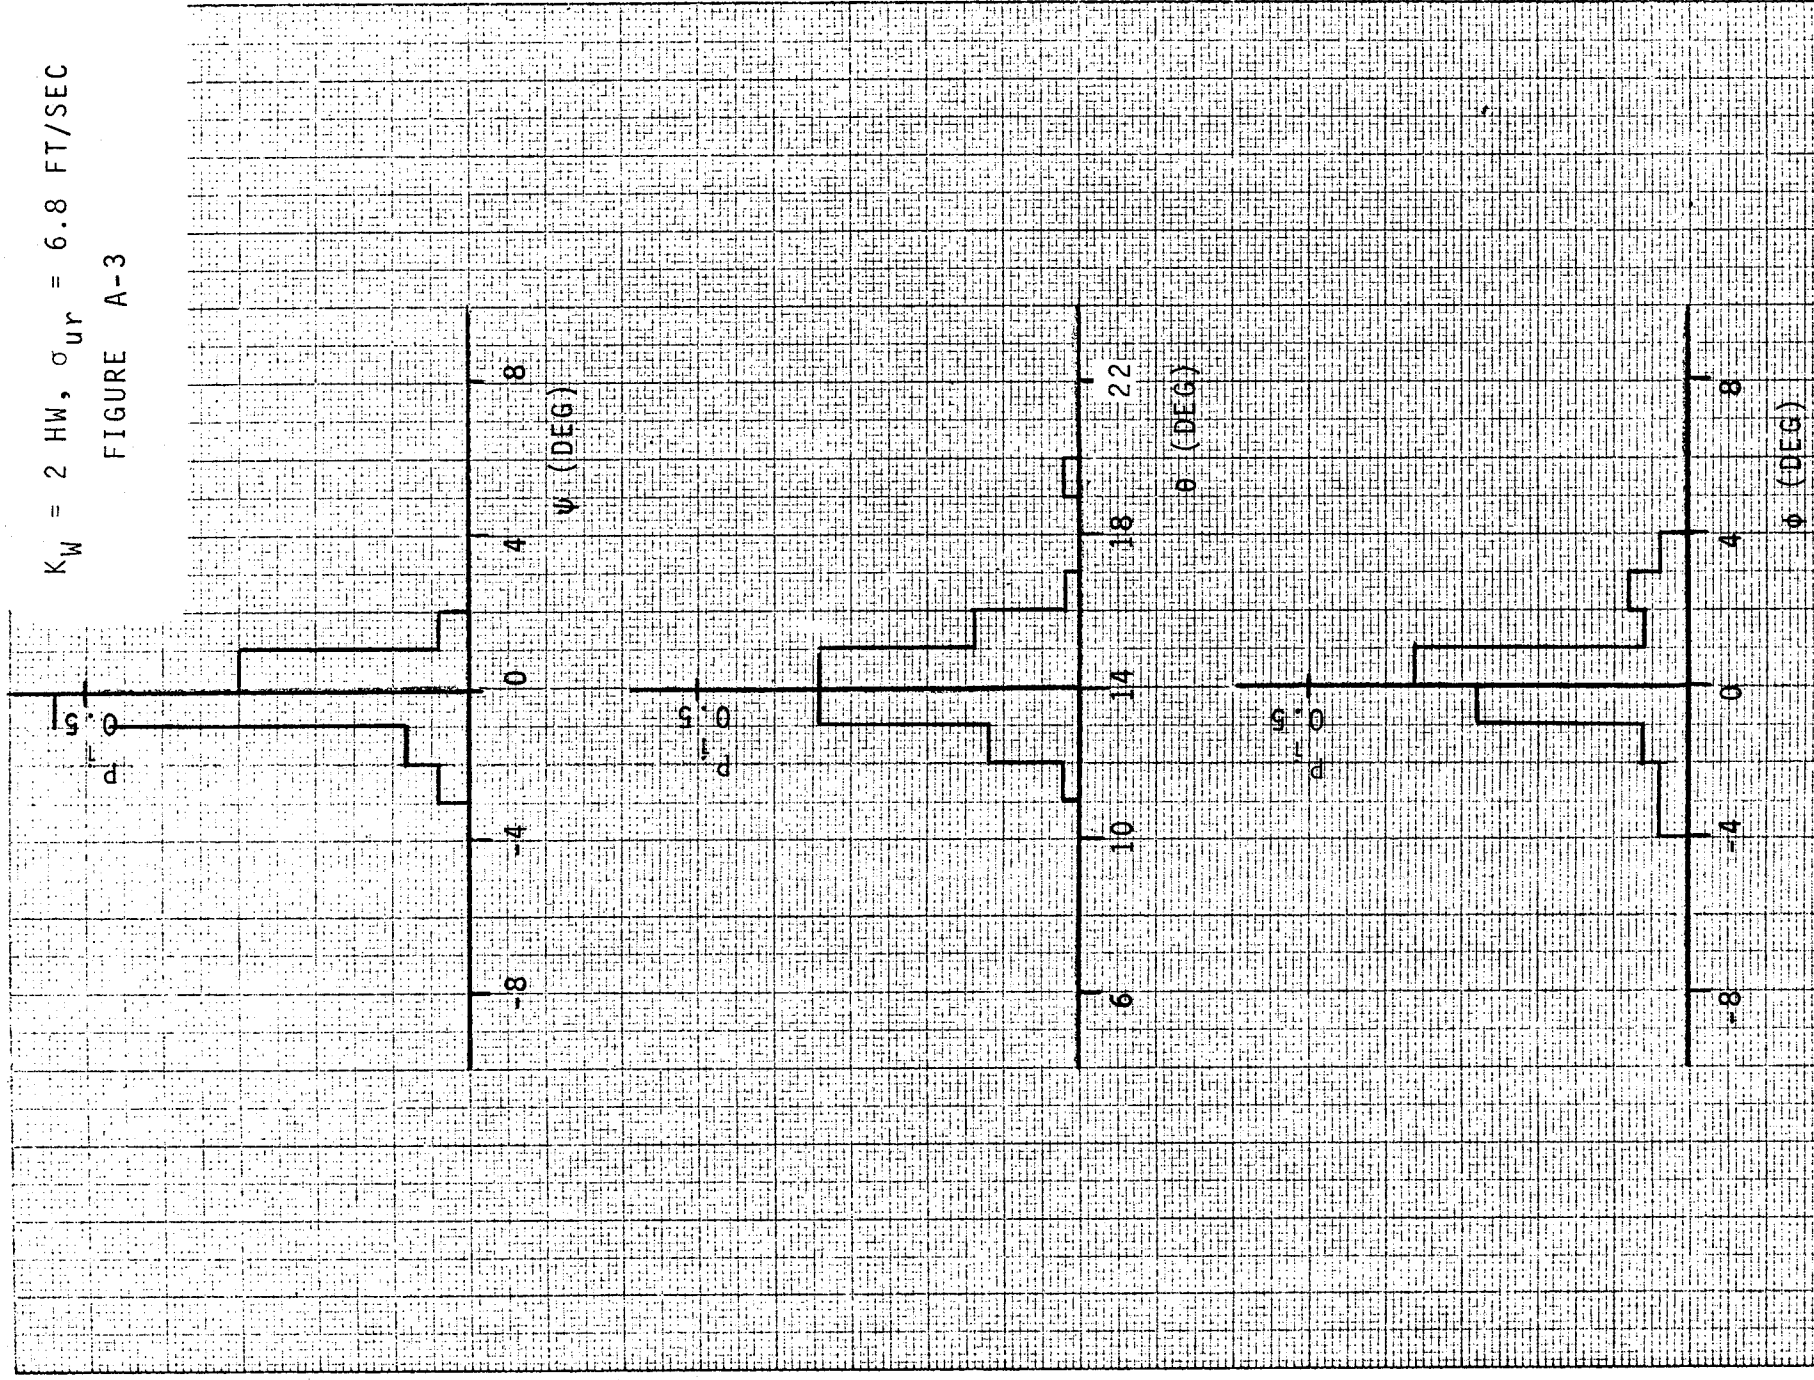 K_W = 2 HW, σ_ur = 6.8 FT/SEC
FIGURE A-3
P
0.5
-8
-4
0
4
8
ψ (DEG)
P
0.5
6
10
14
18
22
θ (DEG)
P
0.5
-8
-4
0
4
8
φ (DEG)